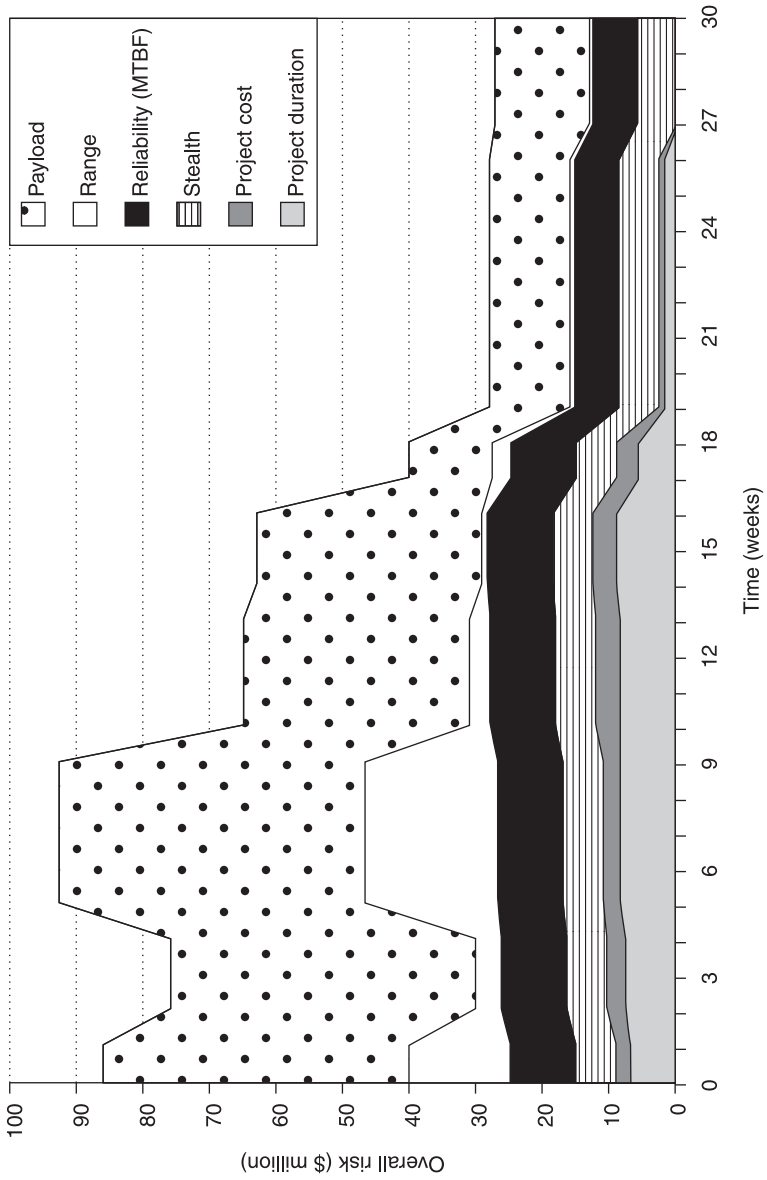 100
90
80
70
60
50
40
30
20
10
0
Overall risk ($ million)
Payload
Range
Reliability (MTBF)
Stealth
Project cost
Project duration
0
3
6
9
12
15
18
21
24
27
30
Time (weeks)